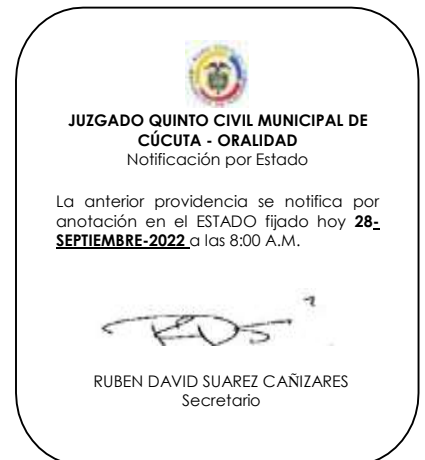 JUZGADO QUINTO CIVIL MUNICIPAL DE
CÚCUTA - ORALIDAD
Notificación por Estado
La anterior providencia se notifica por
anotación en el ESTADO fijado hoy 28-
SEPTIEMBRE-2022 a las 8:00 A.M.
RUBEN DAVID SUAREZ CAÑIZARES
Secretario